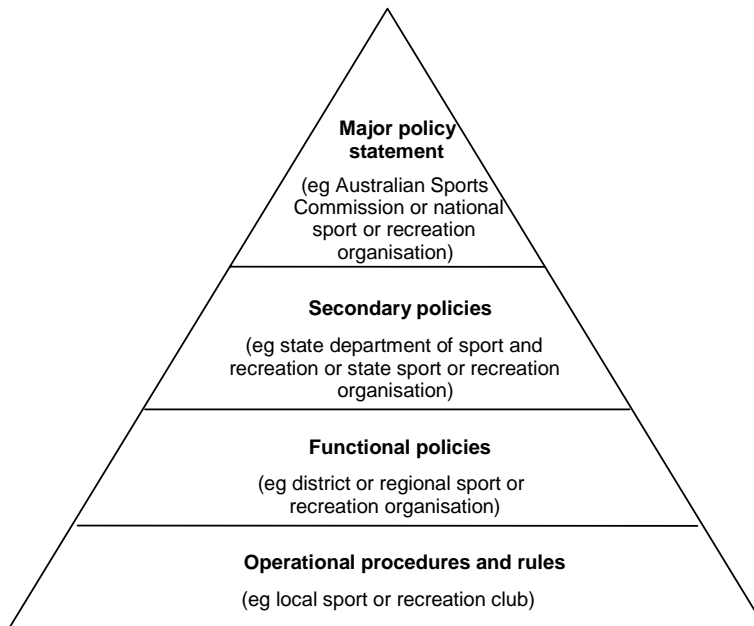 Major policy
statement
(eg Australian Sports
Commission or national
sport or recreation
organisation)
Secondary policies
(eg state department of sport and
recreation or state sport or recreation
organisation)
Functional policies
(eg district or regional sport or
recreation organisation)
Operational procedures and rules
(eg local sport or recreation club)